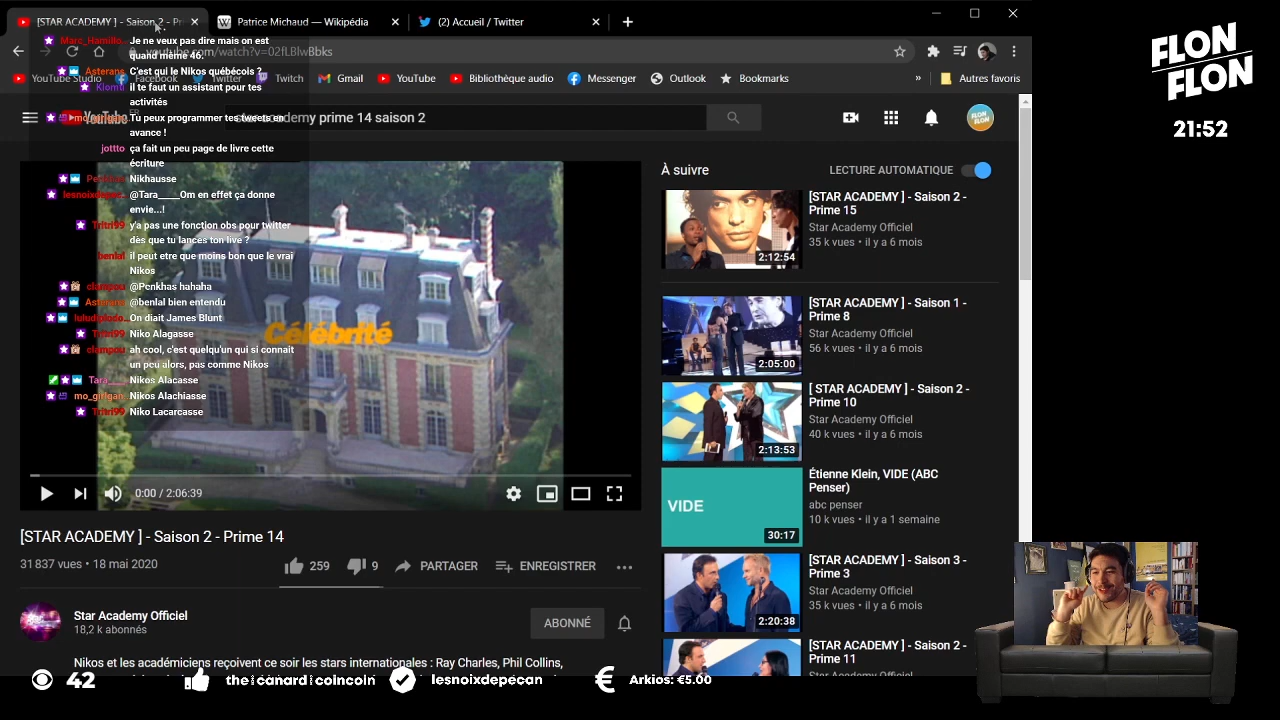 [STAR ACADEMY ] - Saison 2 - Pri
Patrice Michaud — Wikipédia
(2) Accueil / Twitter
youtube.com/watch?v=02fLBlwBbks
YouTube Studio
Facebook
Twitter
Twitch
Gmail
YouTube
Bibliothèque audio
Messenger
Outlook
Bookmarks
»
Autres favoris
FLON
FLON
21:52
YouTube
FR
academy prime 14 saison 2
FLON
FLON
Marc_Hamillo.. Je ne veux pas dire mais on est
quand même 46.
Asterans C'est qui le Nikos québécois ?
Klomti il te faut un assistant pour tes
activités
Tu peux programmer tes tweets en
avance !
jottto ça fait un peu page de livre cette
écriture
Nikhausse
@Tara____Om en effet ça donne
envie...!
Tritri99 y'a pas une fonction obs pour twitter
dès que tu lances ton live ?
benlal il peut etre que moins bon que le vrai
Nikos
clampou @Penkhas hahaha
Asterans @benlal bien entendu
On diait James Blunt
Tritri99 Niko Alagasse
clampou ah cool, c'est quelqu'un qui si connait
un peu alors, pas comme Nikos
Tara____ Nikos Alacasse
mo_girlgan.. Nikos Alachiasse
Tritri99 Niko Lacarcasse
Célébrité
0:00 / 2:06:39
[STAR ACADEMY ] - Saison 2 - Prime 14
31 837 vues • 18 mai 2020
259
9
PARTAGER
ENREGISTRER
Star Academy Officiel
18,2 k abonnés
ABONNÉ
Nikos et les académiciens reçoivent ce soir les stars internationales : Ray Charles, Phil Collins,
À suivre
LECTURE AUTOMATIQUE
2:12:54
[STAR ACADEMY ] - Saison 2 -
Prime 15
Star Academy Officiel
35 k vues • il y a 6 mois
2:05:00
[STAR ACADEMY ] - Saison 1 -
Prime 8
Star Academy Officiel
56 k vues • il y a 6 mois
2:13:53
[ STAR ACADEMY ] - Saison 2 -
Prime 10
Star Academy Officiel
40 k vues • il y a 6 mois
VIDE
30:17
Étienne Klein, VIDE (ABC
Penser)
abc penser
10 k vues • il y a 1 semaine
2:20:38
[STAR ACADEMY ] - Saison 3 -
Prime 3
Star Academy Officiel
35 k vues • il y a 6 mois
[STAR ACADEMY ] - Saison 2 -
Prime 11
Star Academy Officiel
42
the canard coincoin
lesnoixdepecan
Arkios: €5.00